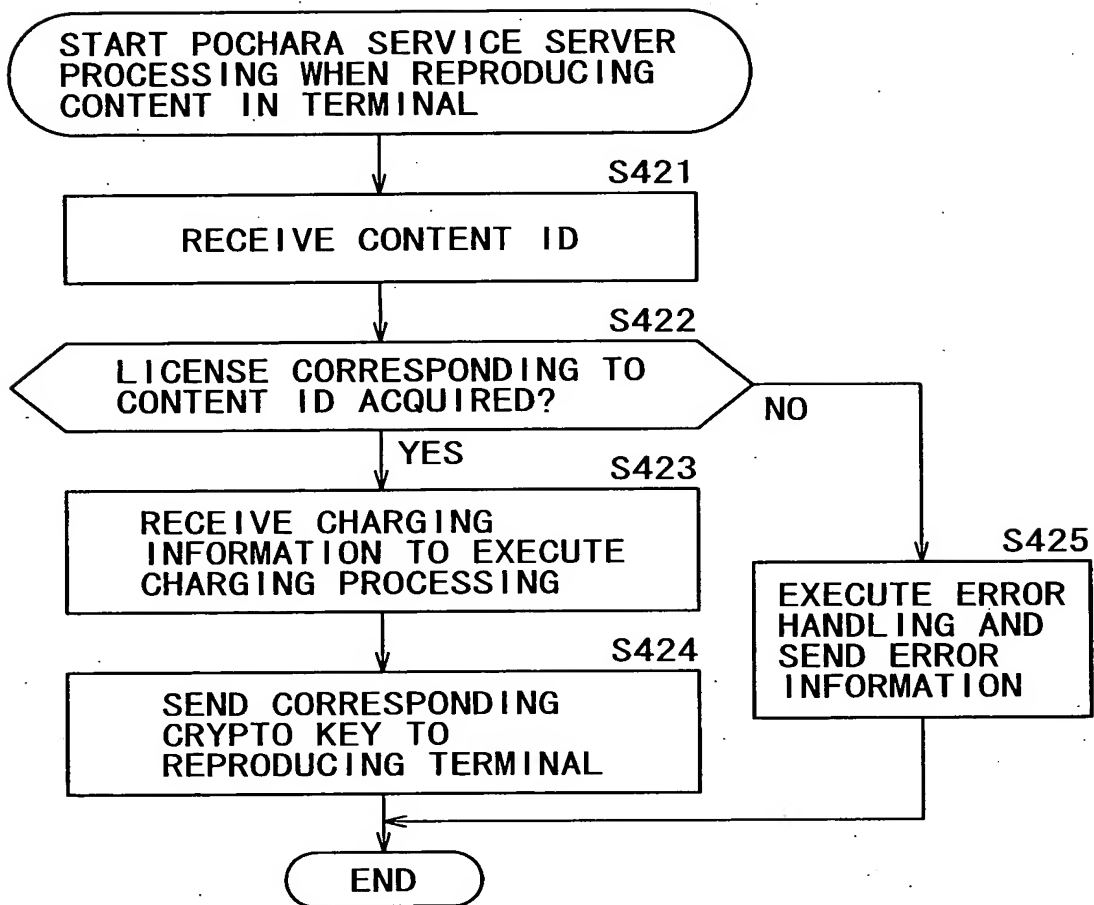 START POCHARA SERVICE SERVER
PROCESSING WHEN REPRODUCING
CONTENT IN TERMINAL
S421
RECEIVE CONTENT ID
S422
LICENSE CORRESPONDING TO
CONTENT ID ACQUIRED?
NO
YES
S423
RECEIVE CHARGING
INFORMATION TO EXECUTE
CHARGING PROCESSING
S425
EXECUTE ERROR
HANDLING AND
SEND ERROR
INFORMATION
S424
SEND CORRESPONDING
CRYPTO KEY TO
REPRODUCING TERMINAL
END